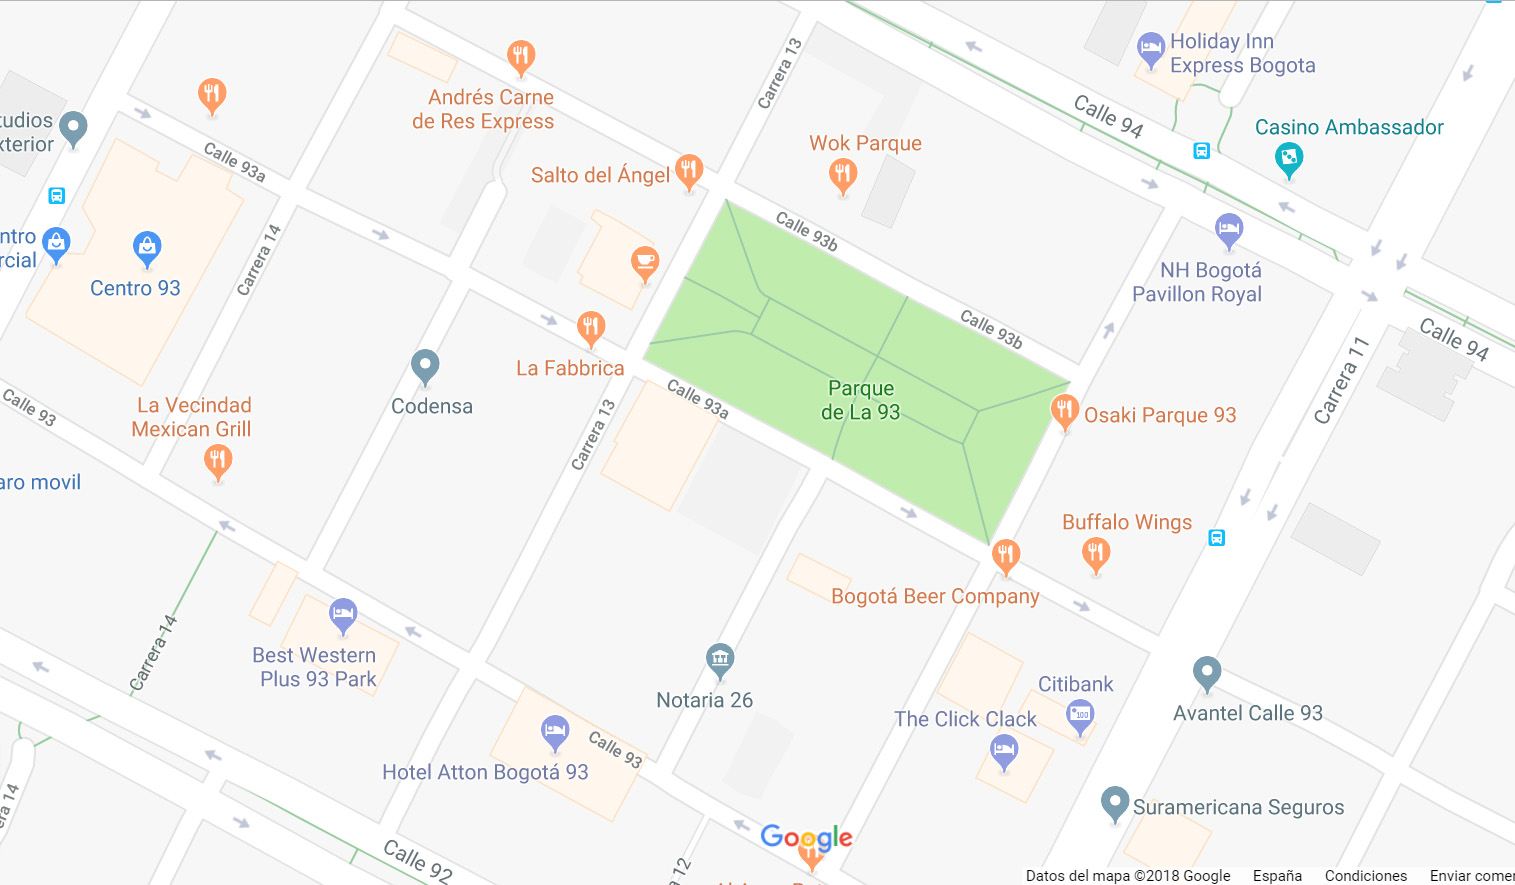 Holiday Inn
Express Bogota
Carrera 13
Andrés Carne
de Res Express
Calle 94
Casino Ambassador
tudios
xterior
Calle 93a
Salto del Ángel
Wok Parque
Calle 93b
ntro
rcial
Centro 93
Carrera 14
NH Bogotá
Pavillon Royal
Calle 93b
Calle 94
La Fabbrica
Carrera 11
Calle 93
La Vecindad
Mexican Grill
Codensa
Calle 93a
Parque
de La 93
Osaki Parque 93
Carrera 13
aro movil
Buffalo Wings
Bogotá Beer Company
Carrera 14
Best Western
Plus 93 Park
Notaria 26
Citibank
100
The Click Clack
Avantel Calle 93
Hotel Atton Bogotá 93
Calle 93
era 14
Suramericana Seguros
Google
Calle 92
a 12
Datos del mapa ©2018 Google
España
Condiciones
Enviar comer